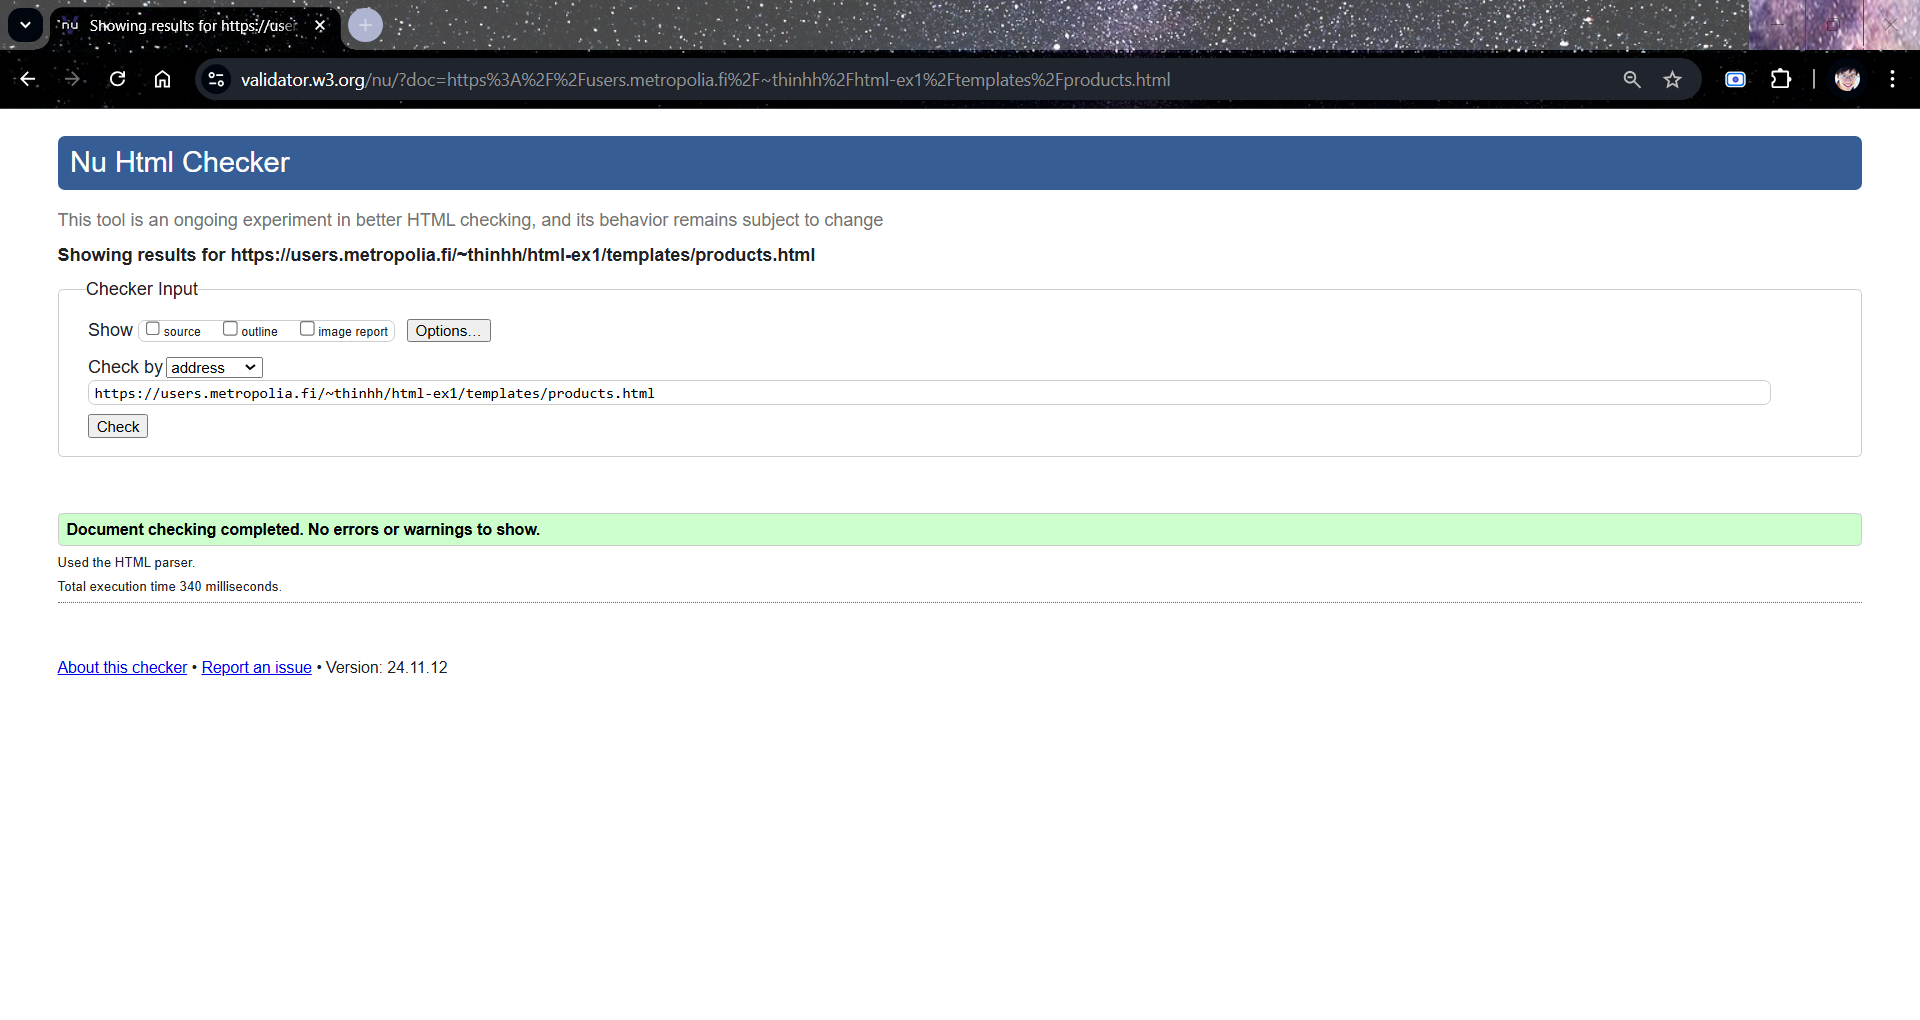 nu Showing results for https://use
validator.w3.org/nu/?doc=https%3A%2F%2Fusers.metropolia.fi%2F~thinhh%2Fhtml-ex1%2Ftemplates%2Fproducts.html
Nu Html Checker
This tool is an ongoing experiment in better HTML checking, and its behavior remains subject to change
Showing results for https://users.metropolia.fi/~thinhh/html-ex1/templates/products.html
Checker Input
Show source outline image report Options...
Check by address
https://users.metropolia.fi/~thinhh/html-ex1/templates/products.html
Check
Document checking completed. No errors or warnings to show.
Used the HTML parser.
Total execution time 340 milliseconds.
About this checker • Report an issue • Version: 24.11.12